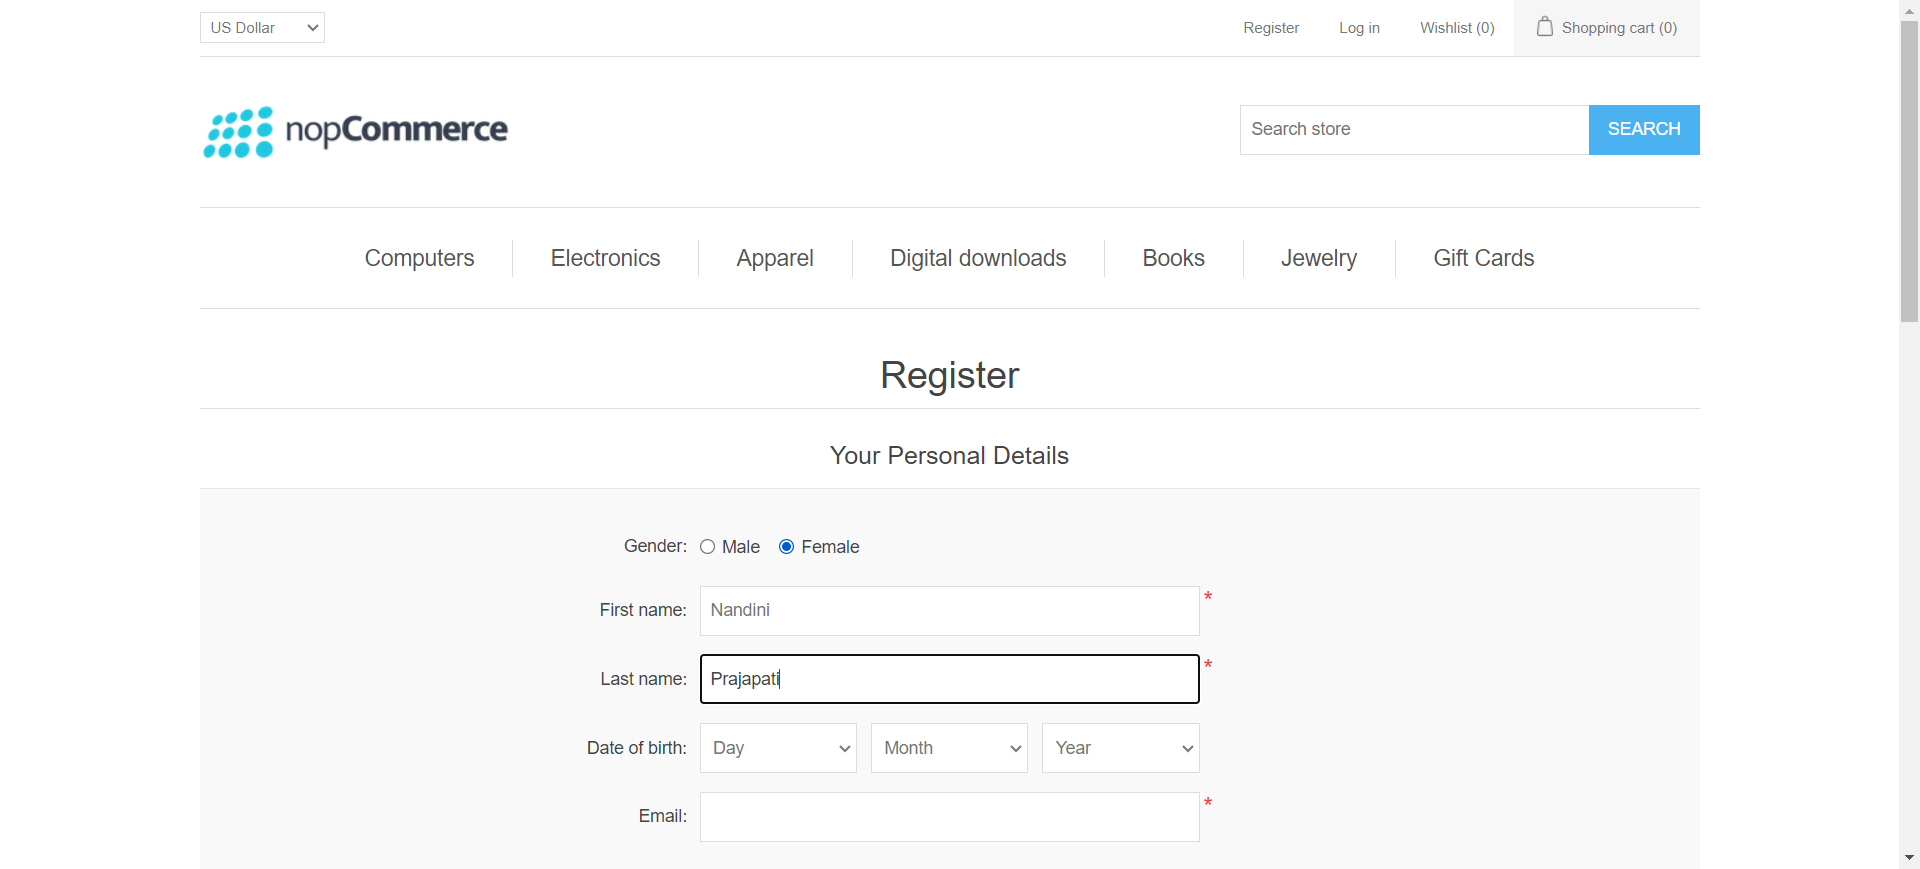 US Dollar
Register Log in Wishlist (0) Shopping cart (0)
nopCommerce
Search store SEARCH
Computers Electronics Apparel Digital downloads Books Jewelry Gift Cards
Register
Your Personal Details
Gender: Male Female
First name: Nandini *
Last name: Prajapati *
Date of birth: Day Month Year
Email: *